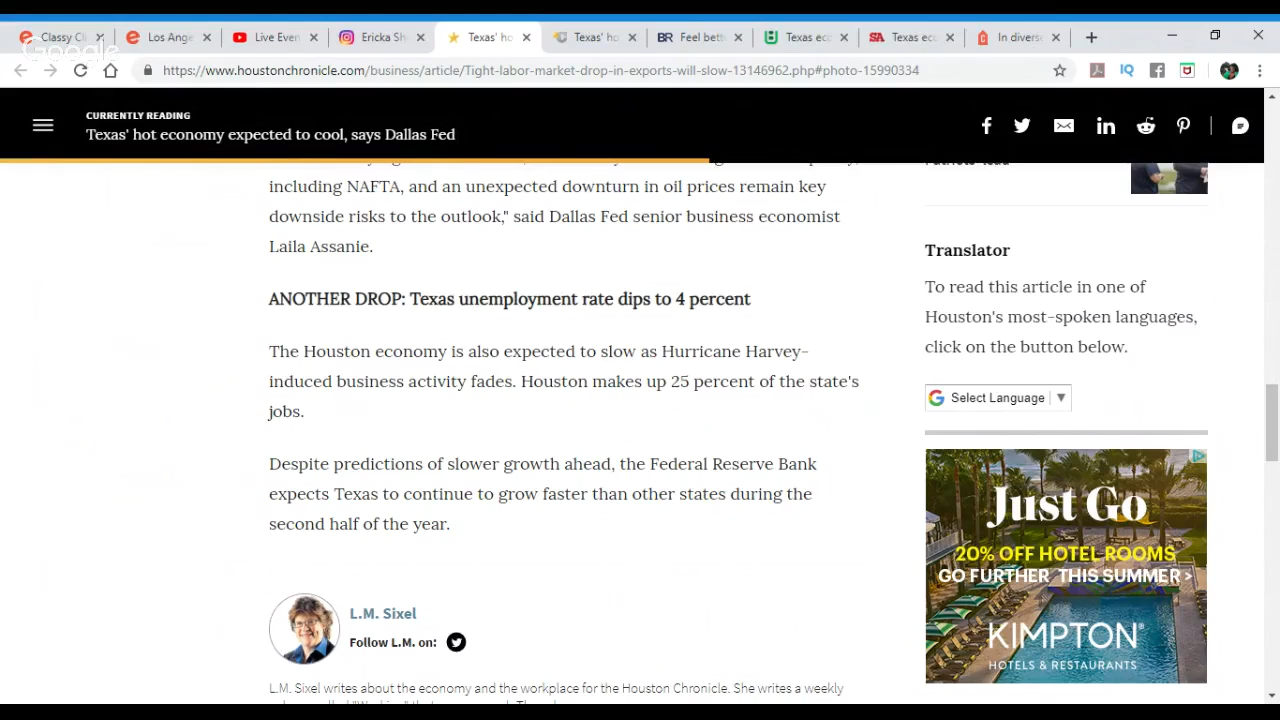 Classy Cli
Los Ange
Live Even
Ericka She
Texas' ho
Texas' ho
Feel bett
Texas ec
Texas ec
In divers
Google
https://www.houstonchronicle.com/business/article/Tight-labor-market-drop-in-exports-will-slow-13146962.php#photo-15990334
CURRENTLY READING
Texas' hot economy expected to cool, says Dallas Fed
including NAFTA, and an unexpected downturn in oil prices remain key
downside risks to the outlook," said Dallas Fed senior business economist
Laila Assanie.
ANOTHER DROP: Texas unemployment rate dips to 4 percent
The Houston economy is also expected to slow as Hurricane Harvey-
induced business activity fades. Houston makes up 25 percent of the state's
jobs.
Despite predictions of slower growth ahead, the Federal Reserve Bank
expects Texas to continue to grow faster than other states during the
second half of the year.
L.M. Sixel
Follow L.M. on:
L.M. Sixel writes about the economy and the workplace for the Houston Chronicle. She writes a weekly
Translator
To read this article in one of
Houston's most-spoken languages,
click on the button below.
Select Language
Just Go
20% OFF HOTEL ROOMS
GO FURTHER THIS SUMMER >
KIMPTON
HOTELS & RESTAURANTS